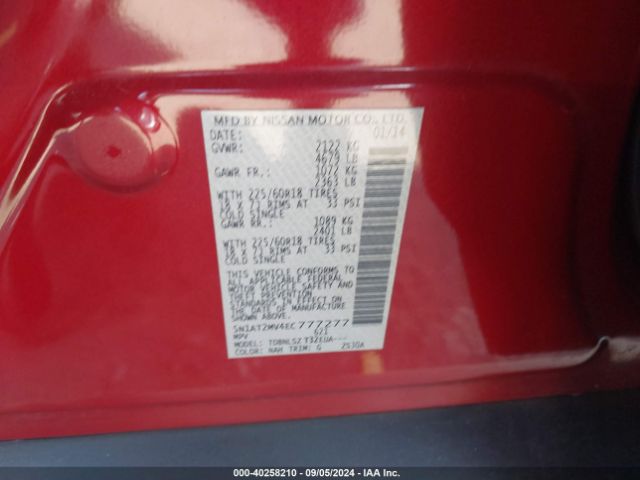 MFD BY NISSAN MOTOR CO., LTD.
DATE: 01/14
GVWR: 2122 KG
4679 LB
GAWR FR.: 1072 KG
2363 LB
WITH 225/60R18 TIRES
18 X 7J RIMS AT 33 PSI
COLD SINGLE
GAWR RR.: 1089 KG
2401 LB
WITH 225/60R18 TIRES
18 X 7J RIMS AT 33 PSI
COLD SINGLE
THIS VEHICLE CONFORMS TO
ALL APPLICABLE FEDERAL
MOTOR VEHICLE SAFETY AND
THEFT PREVENTION
STANDARDS IN EFFECT ON
THE DATE OF MANUFACTURE
SHOWN ABOVE.
5N1AT2MV4EC777277
MPV 671
MODEL:
COLOR: NAH TRIM: G 2530A
000-40258210 - 09/05/2024 - IAA Inc.